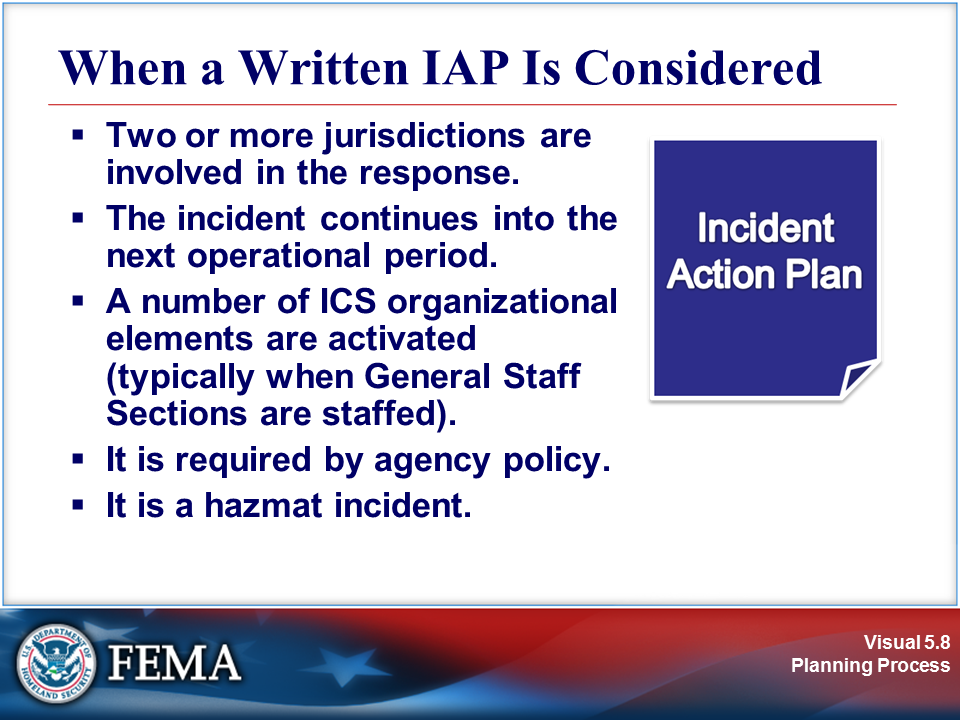 When a Written IAP Is Considered
▪ Two or more jurisdictions are
involved in the response.
▪ The incident continues into the
next operational period.
▪ A number of ICS organizational
elements are activated
(typically when General Staff
Sections are staffed).
▪ It is required by agency policy.
▪ It is a hazmat incident.
Incident
Action Plan
U.S. DEPARTMENT OF
HOMELAND SECURITY
FEMA
Visual 5.8
Planning Process